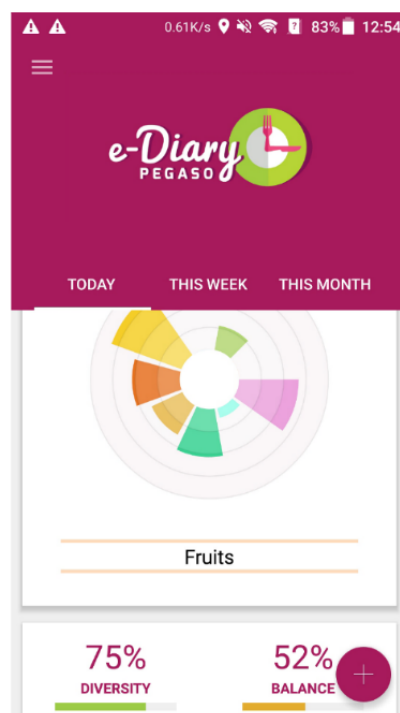 0.61K/s ? 83% 12:54
e-Diary
PEGASO
TODAY THIS WEEK THIS MONTH
Fruits
75% 52%
DIVERSITY BALANCE